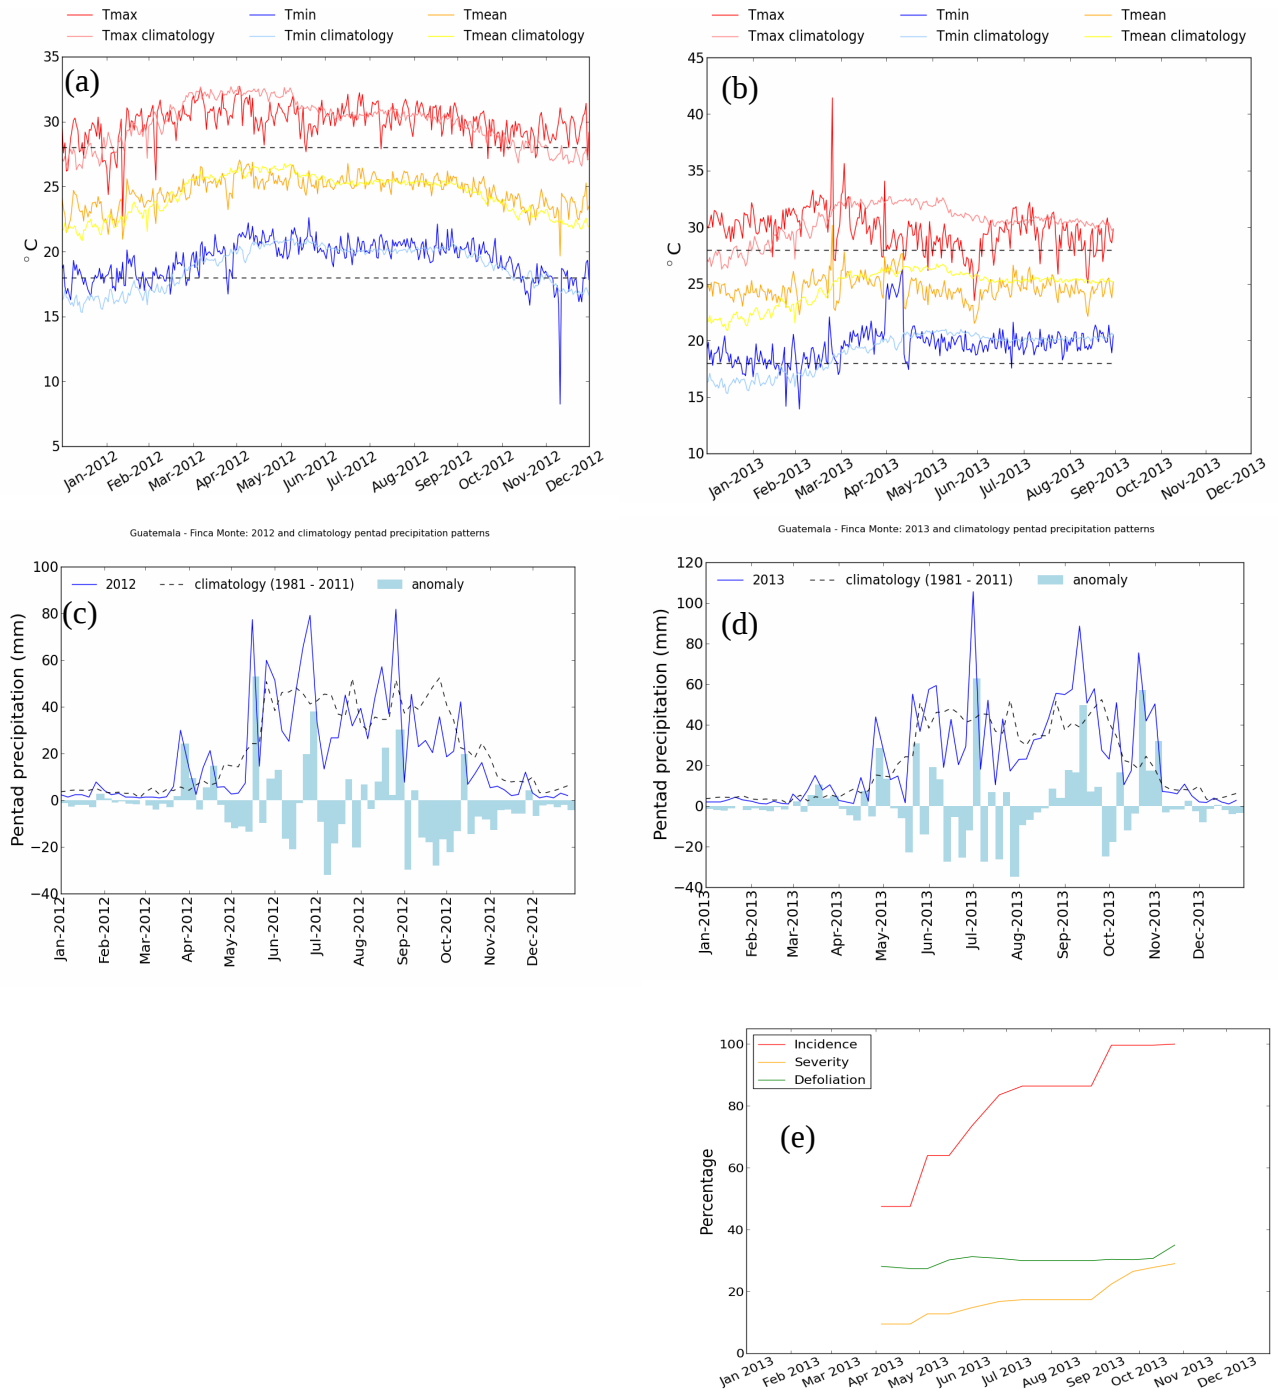 Tmax Tmin Tmean
Tmax climatology Tmin climatology Tmean climatology
(a)
°C
35
30
25
20
15
10
5
Jan-2012 Feb-2012 Mar-2012 Apr-2012 May-2012 Jun-2012 Jul-2012 Aug-2012 Sep-2012 Oct-2012 Nov-2012 Dec-2012
Tmax Tmin Tmean
Tmax climatology Tmin climatology Tmean climatology
(b)
°C
45
40
35
30
25
20
15
10
Jan-2013 Feb-2013 Mar-2013 Apr-2013 May-2013 Jun-2013 Jul-2013 Aug-2013 Sep-2013 Oct-2013 Nov-2013 Dec-2013
Guatemala - Finca Monte: 2012 and climatology pentad precipitation patterns
2012 climatology (1981 - 2011) anomaly
(c)
Pentad precipitation (mm)
100
80
60
40
20
0
−20
−40
Jan-2012 Feb-2012 Mar-2012 Apr-2012 May-2012 Jun-2012 Jul-2012 Aug-2012 Sep-2012 Oct-2012 Nov-2012 Dec-2012
Guatemala - Finca Monte: 2013 and climatology pentad precipitation patterns
2013 climatology (1981 - 2011) anomaly
(d)
Pentad precipitation (mm)
120
100
80
60
40
20
0
−20
−40
Jan-2013 Feb-2013 Mar-2013 Apr-2013 May-2013 Jun-2013 Jul-2013 Aug-2013 Sep-2013 Oct-2013 Nov-2013 Dec-2013
Incidence
Severity
Defoliation
(e)
Percentage
100
80
60
40
20
0
Jan 2013 Feb 2013 Mar 2013 Apr 2013 May 2013 Jun 2013 Jul 2013 Aug 2013 Sep 2013 Oct 2013 Nov 2013 Dec 2013